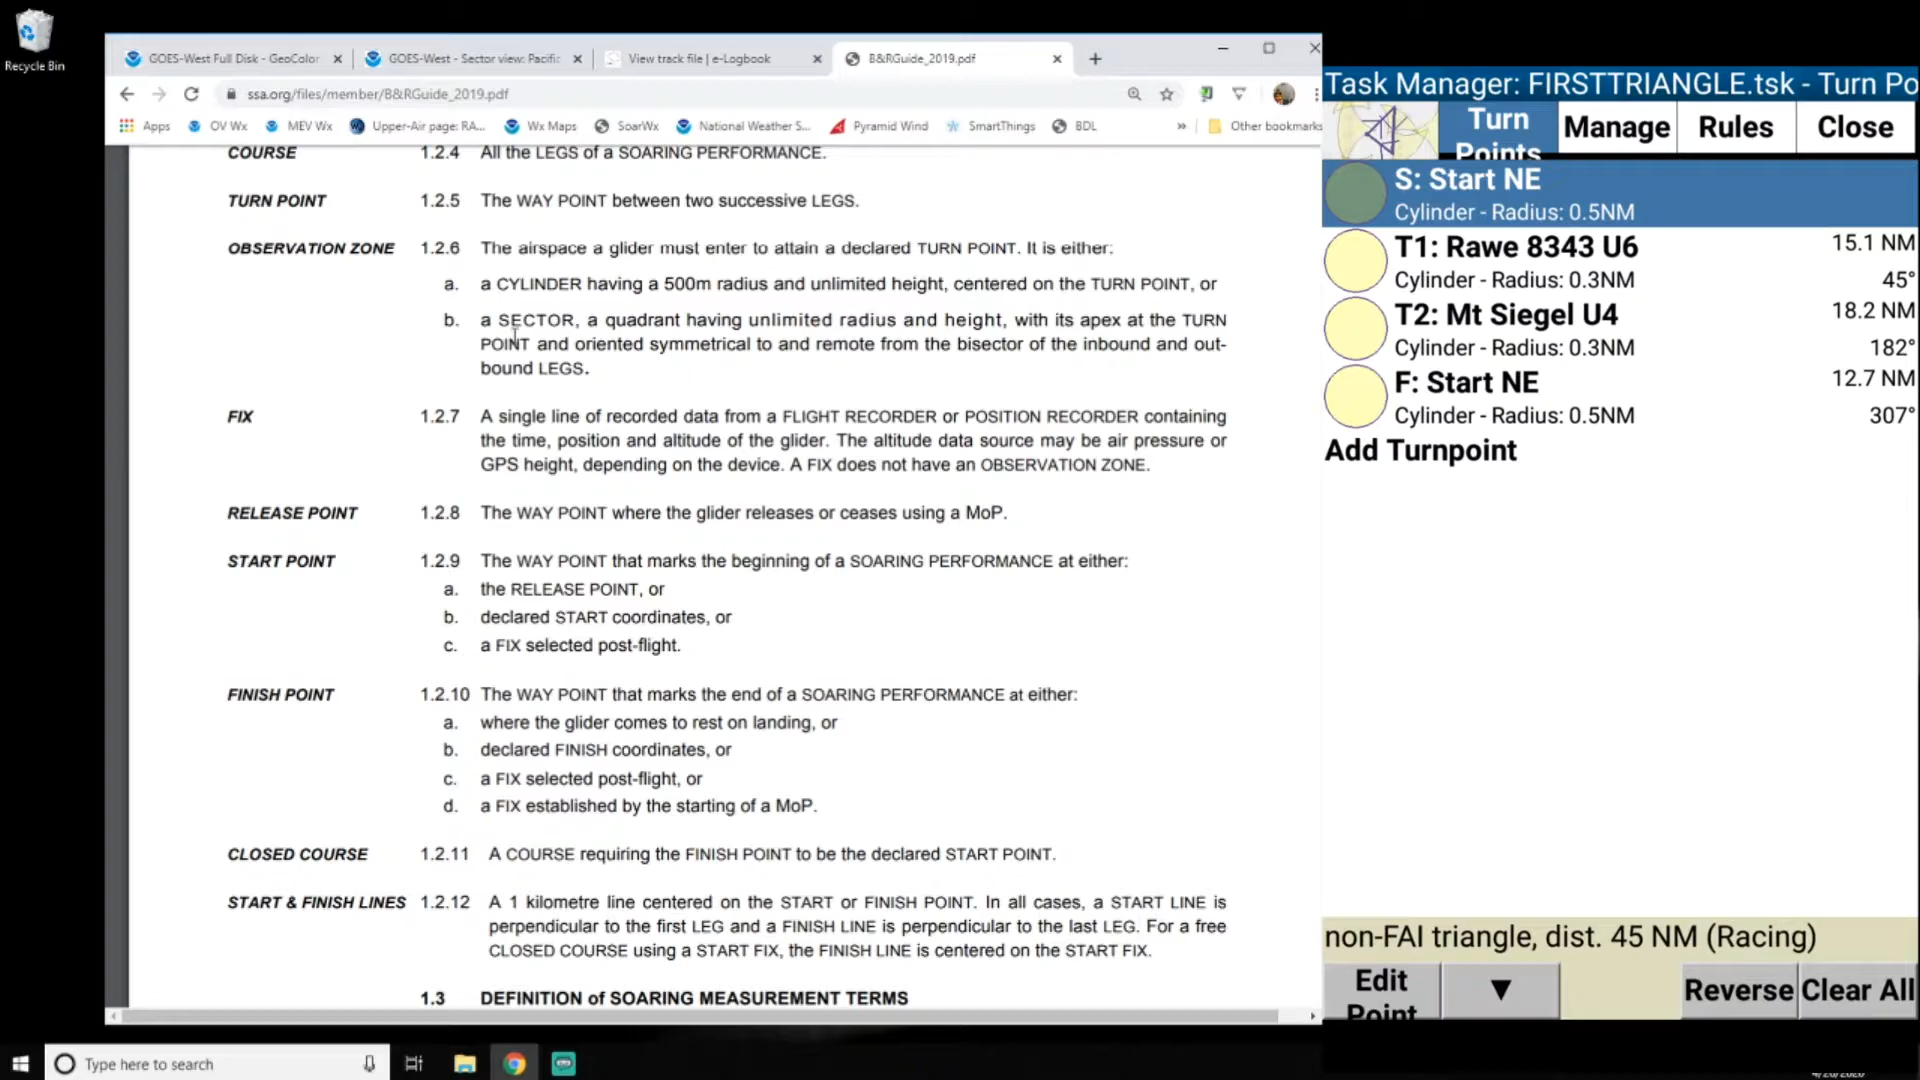 Recycle Bin
GOES-West Full Disk - GeoColor
GOES-West - Sector view: Pacific
View track file | e-Logbook
B&RGuide_2019.pdf
ssa.org/files/member/B&RGuide_2019.pdf
Apps
OV Wx
MEV Wx
Upper-Air page: RA...
Wx Maps
SoarWx
National Weather S...
Pyramid Wind
SmartThings
BDL
»
Other bookmarks
COURSE 1.2.4 All the LEGS of a SOARING PERFORMANCE.
TURN POINT 1.2.5 The WAY POINT between two successive LEGS.
OBSERVATION ZONE 1.2.6 The airspace a glider must enter to attain a declared TURN POINT. It is either:
a. a CYLINDER having a 500m radius and unlimited height, centered on the TURN POINT, or
b. a SECTOR, a quadrant having unlimited radius and height, with its apex at the TURN
POINT and oriented symmetrical to and remote from the bisector of the inbound and out-
bound LEGS.
FIX 1.2.7 A single line of recorded data from a FLIGHT RECORDER or POSITION RECORDER containing
the time, position and altitude of the glider. The altitude data source may be air pressure or
GPS height, depending on the device. A FIX does not have an OBSERVATION ZONE.
RELEASE POINT 1.2.8 The WAY POINT where the glider releases or ceases using a MoP.
START POINT 1.2.9 The WAY POINT that marks the beginning of a SOARING PERFORMANCE at either:
a. the RELEASE POINT, or
b. declared START coordinates, or
c. a FIX selected post-flight.
FINISH POINT 1.2.10 The WAY POINT that marks the end of a SOARING PERFORMANCE at either:
a. where the glider comes to rest on landing, or
b. declared FINISH coordinates, or
c. a FIX selected post-flight, or
d. a FIX established by the starting of a MoP.
CLOSED COURSE 1.2.11 A COURSE requiring the FINISH POINT to be the declared START POINT.
START & FINISH LINES 1.2.12 A 1 kilometre line centered on the START or FINISH POINT. In all cases, a START LINE is
perpendicular to the first LEG and a FINISH LINE is perpendicular to the last LEG. For a free
CLOSED COURSE using a START FIX, the FINISH LINE is centered on the START FIX.
1.3 DEFINITION of SOARING MEASUREMENT TERMS
Task Manager: FIRSTTRIANGLE.tsk - Turn Po
Turn
Points
Manage
Rules
Close
S: Start NE
Cylinder - Radius: 0.5NM
T1: Rawe 8343 U6 15.1 NM
Cylinder - Radius: 0.3NM 45°
T2: Mt Siegel U4 18.2 NM
Cylinder - Radius: 0.3NM 182°
F: Start NE 12.7 NM
Cylinder - Radius: 0.5NM 307°
Add Turnpoint
non-FAI triangle, dist. 45 NM (Racing)
Edit
Point
▼
Reverse
Clear All
Type here to search